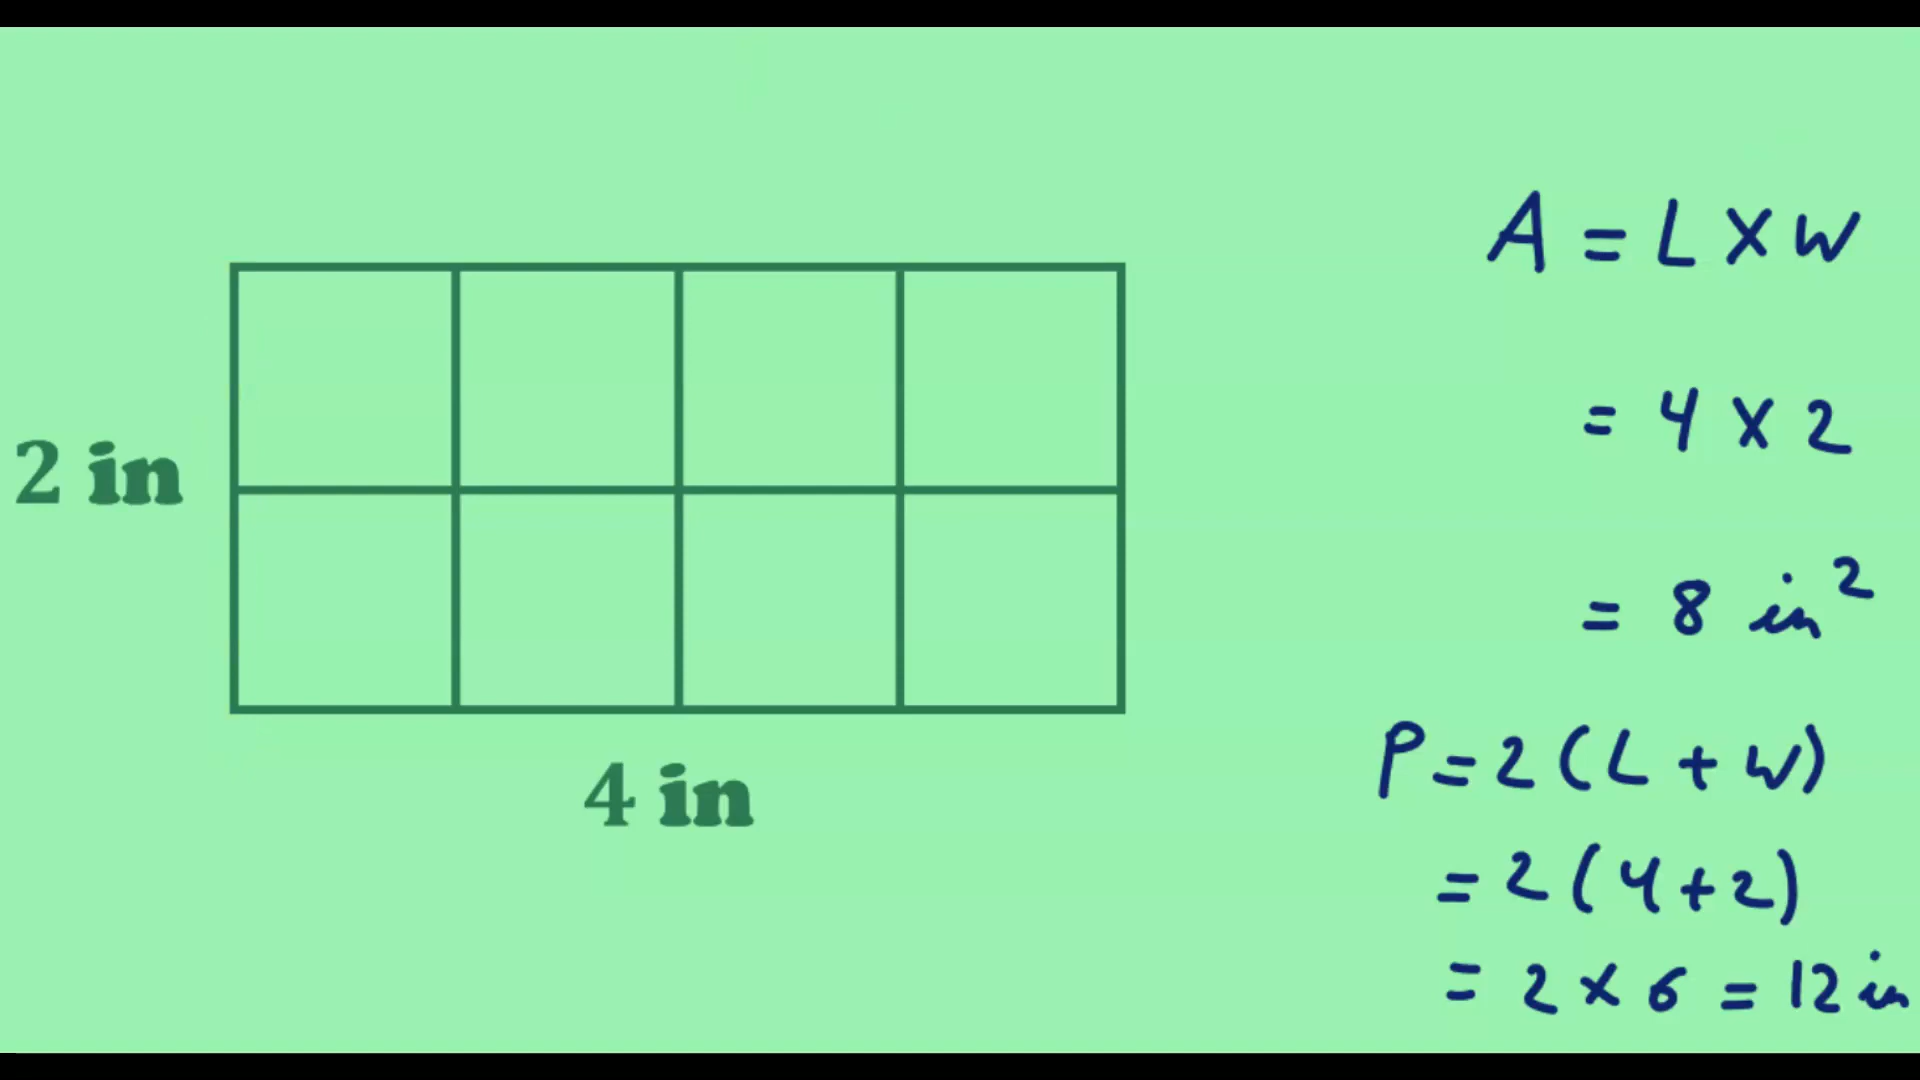 A = L X W
= 4 X 2
2 in
= 8 in²
P = 2 (L + W)
4 in
= 2 (4 + 2)
= 2 x 6 = 12 in